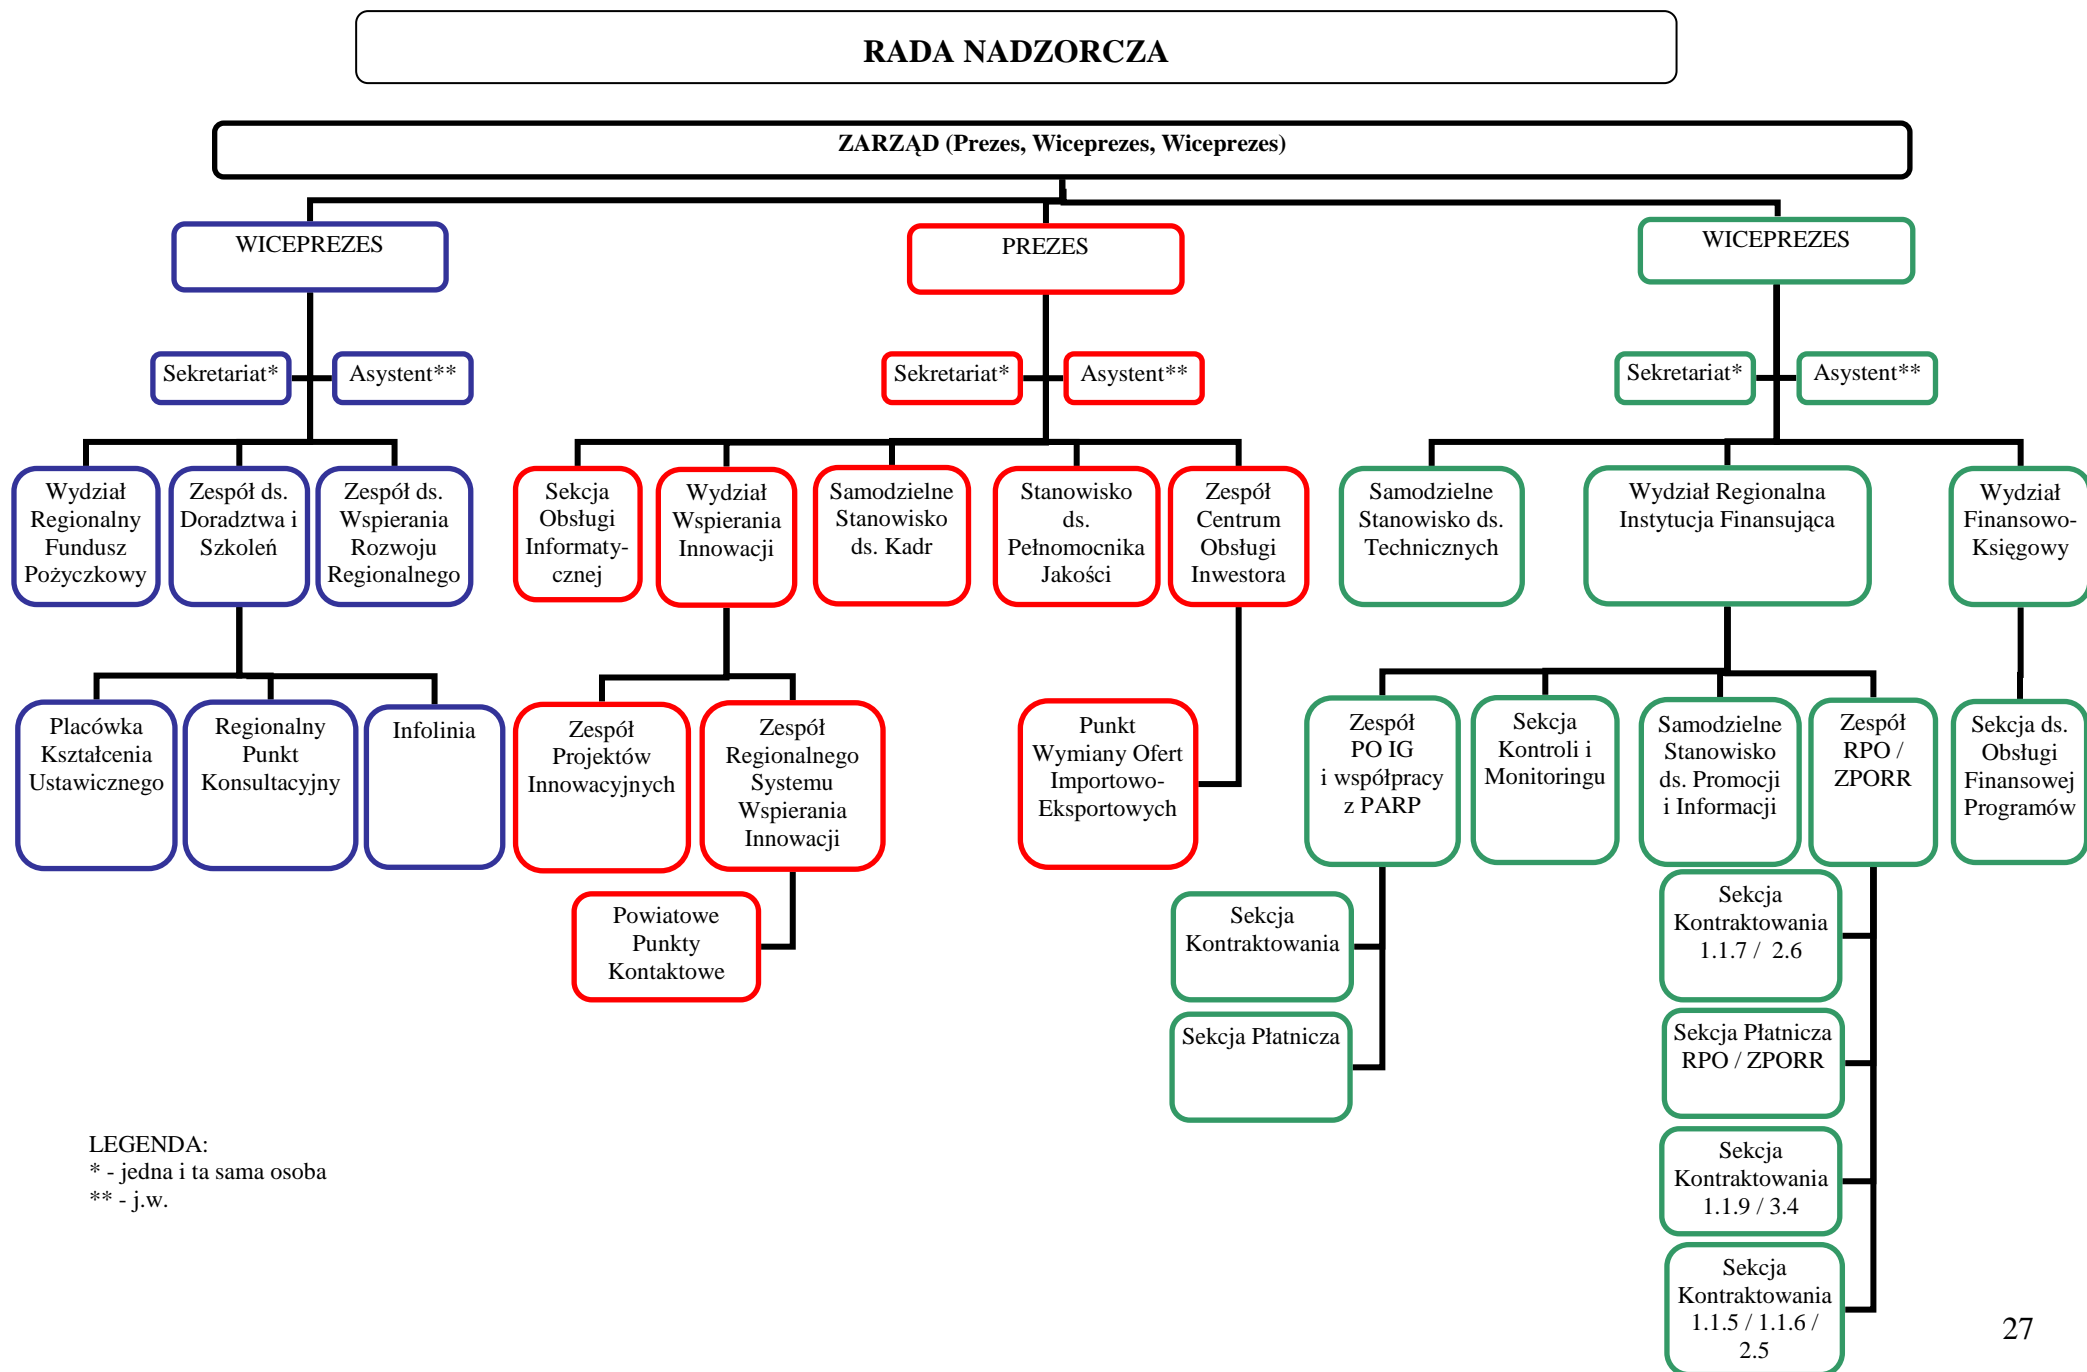 RADA NADZORCZA
ZARZĄD (Prezes, Wiceprezes, Wiceprezes)
WICEPREZES
PREZES
WICEPREZES
Sekretariat*
Asystent**
Sekretariat*
Asystent**
Sekretariat*
Asystent**
Wydział
Regionalny
Fundusz
Pożyczkowy
Zespół ds.
Doradztwa i
Szkoleń
Zespół ds.
Wspierania
Rozwoju
Regionalnego
Sekcja
Obsługi
Informaty-
cznej
Wydział
Wspierania
Innowacji
Samodzielne
Stanowisko
ds. Kadr
Stanowisko
ds.
Pełnomocnika
Jakości
Zespół
Centrum
Obsługi
Inwestora
Samodzielne
Stanowisko ds.
Technicznych
Wydział Regionalna
Instytucja Finansująca
Wydział
Finansowo-
Księgowy
Placówka
Kształcenia
Ustawicznego
Regionalny
Punkt
Konsultacyjny
Infolinia
Zespół
Projektów
Innowacyjnych
Zespół
Regionalnego
Systemu
Wspierania
Innowacji
Punkt
Wymiany Ofert
Importowo-
Eksportowych
Zespół
PO IG
i współpracy
z PARP
Sekcja
Kontroli i
Monitoringu
Samodzielne
Stanowisko
ds. Promocji
i Informacji
Zespół
RPO /
ZPORR
Sekcja ds.
Obsługi
Finansowej
Programów
Powiatowe
Punkty
Kontaktowe
Sekcja
Kontraktowania
Sekcja Płatnicza
Sekcja
Kontraktowania
1.1.7 / 2.6
Sekcja Płatnicza
RPO / ZPORR
Sekcja
Kontraktowania
1.1.9 / 3.4
Sekcja
Kontraktowania
1.1.5 / 1.1.6 /
2.5
LEGENDA:
* - jedna i ta sama osoba
** - j.w.
27